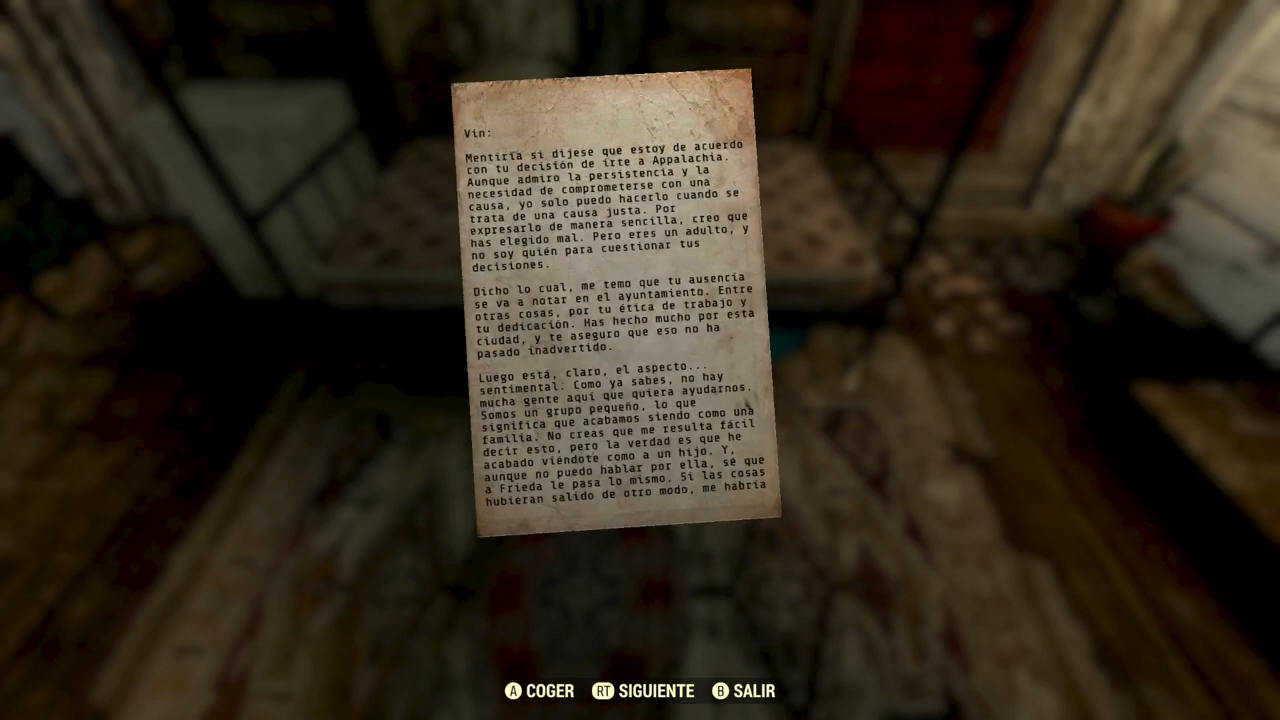 Vin:
Mentiría si dijese que estoy de acuerdo
con tu decisión de irte a Appalachia.
Aunque admiro la persistencia y la
necesidad de comprometerse con una
causa, yo solo puedo hacerlo cuando se
trata de una causa justa. Por
expresarlo de manera sencilla, creo que
has elegido mal. Pero eres un adulto, y
no soy quién para cuestionar tus
decisiones.
Dicho lo cual, me temo que tu ausencia
se va a notar en el ayuntamiento. Entre
otras cosas, por tu ética de trabajo y
tu dedicación. Has hecho mucho por esta
ciudad, y te aseguro que eso no ha
pasado inadvertido.
Luego está, claro, el aspecto...
sentimental. Como ya sabes, no hay
mucha gente aquí que quiera ayudarnos.
Somos un grupo pequeño, lo que
significa que acabamos siendo como una
familia. No creas que me resulta fácil
decir esto, pero la verdad es que he
acabado viéndote como a un hijo. Y,
aunque no puedo hablar por ella, sé que
a Frieda le pasa lo mismo. Si las cosas
hubieran salido de otro modo, me habría
A COGER RT SIGUIENTE B SALIR